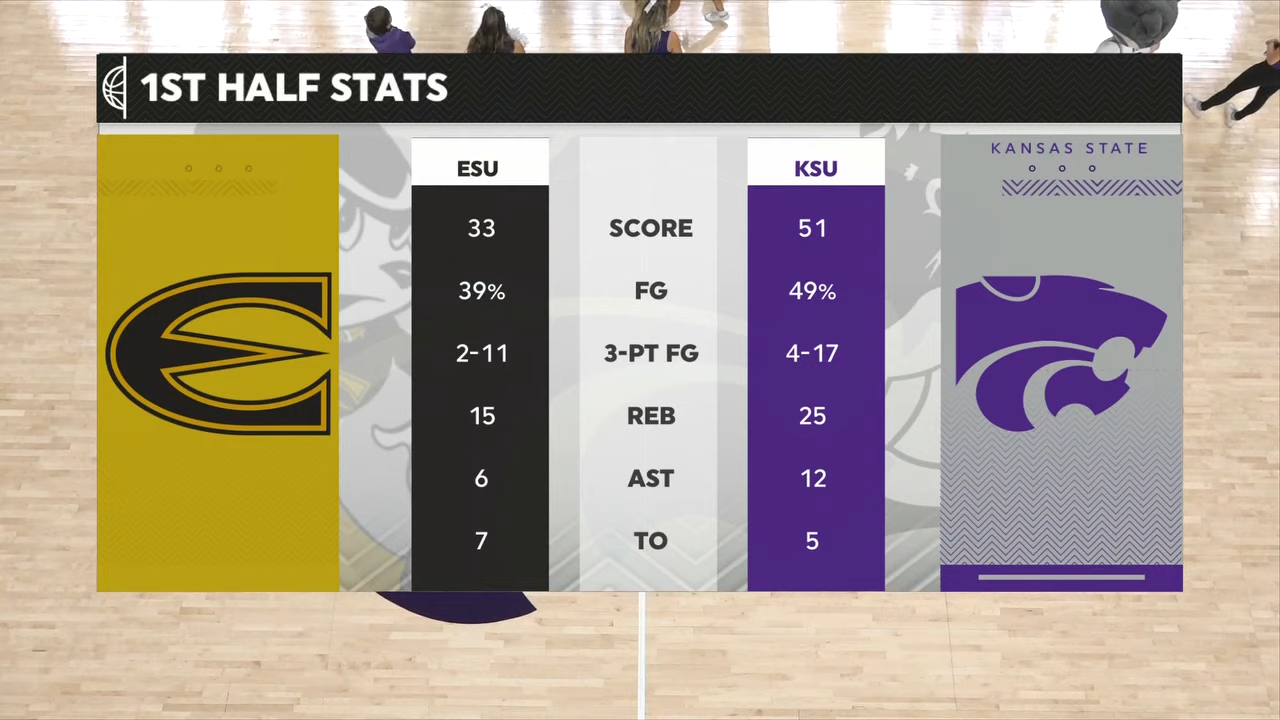 1ST HALF STATS
KANSAS STATE
ESU KSU
33 SCORE 51
39% FG 49%
2-11 3-PT FG 4-17
15 REB 25
6 AST 12
7 TO 5